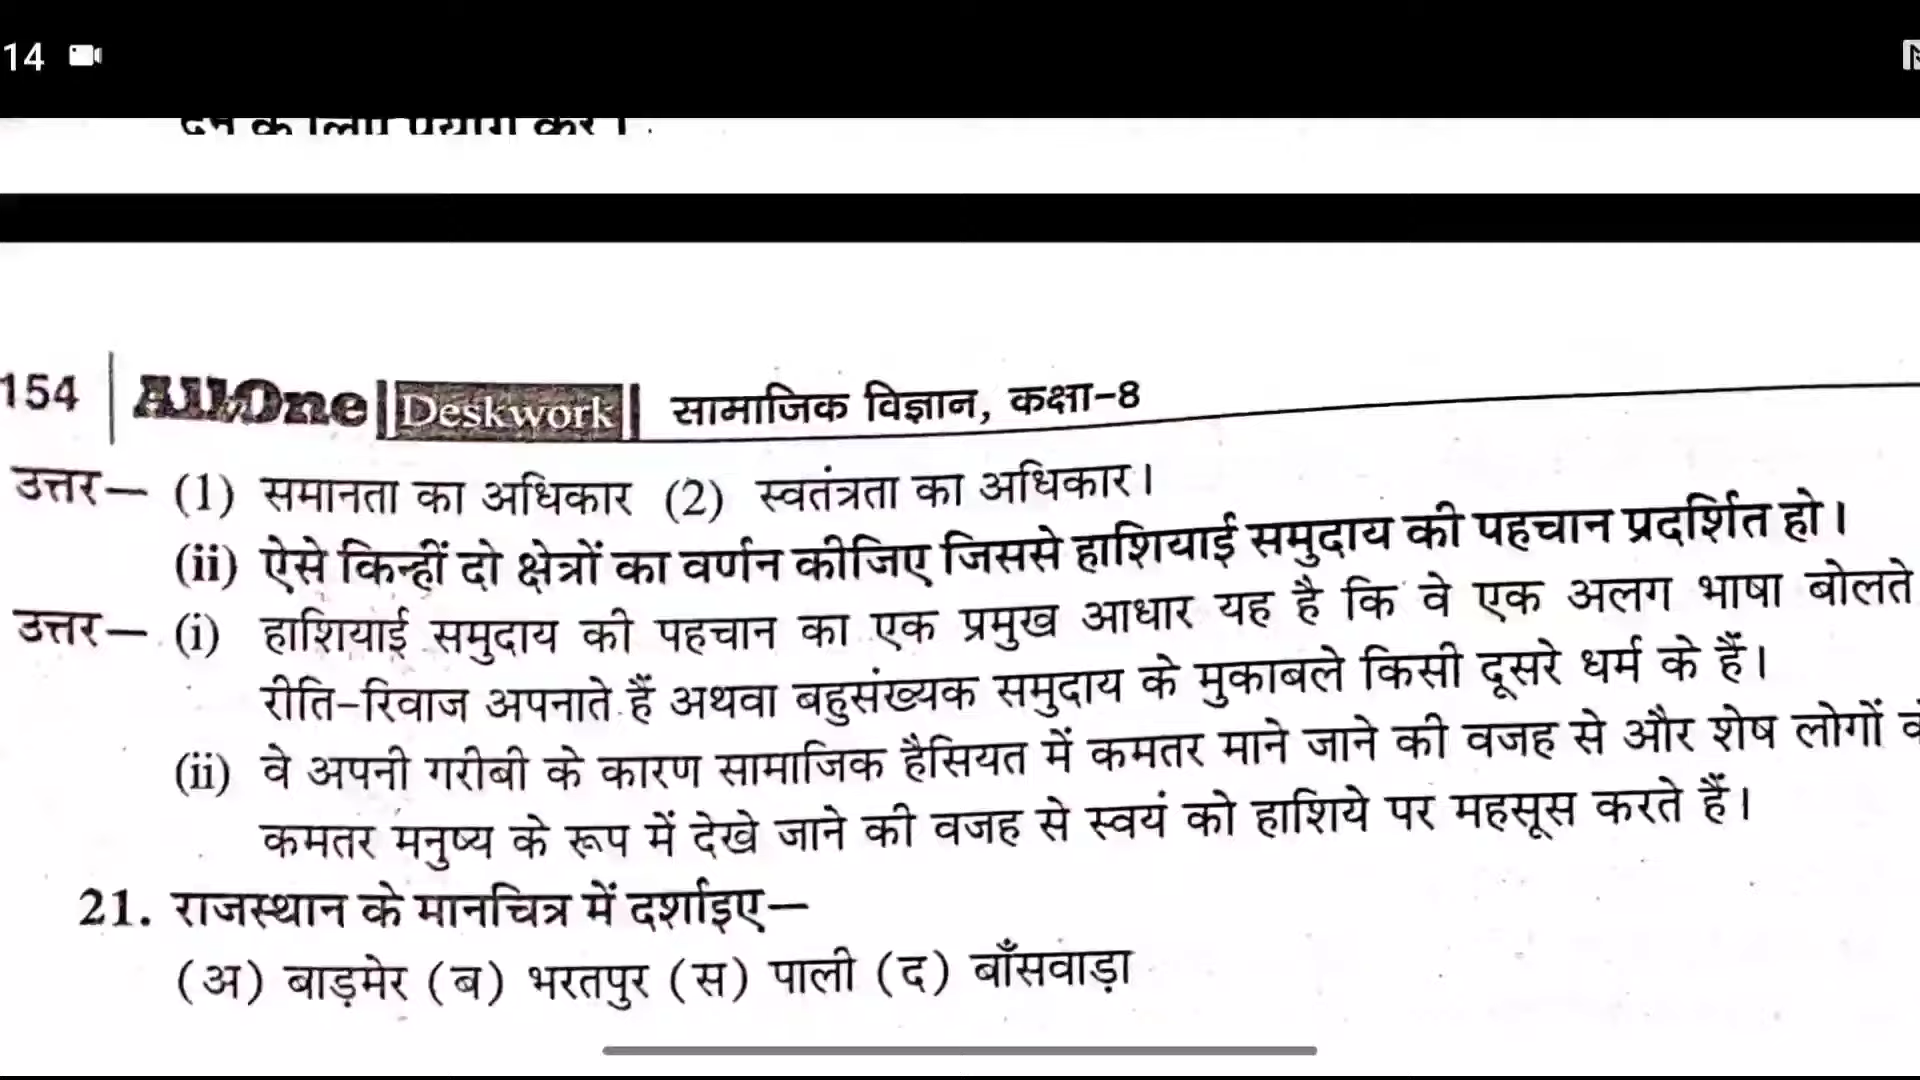 14
154 All in One Deskwork सामाजिक विज्ञान, कक्षा-8
उत्तर— (1) समानता का अधिकार (2) स्वतंत्रता का अधिकार।
(ii) ऐसे किन्हीं दो क्षेत्रों का वर्णन कीजिए जिससे हाशियाई समुदाय की पहचान प्रदर्शित हो।
उत्तर— (i) हाशियाई समुदाय की पहचान का एक प्रमुख आधार यह है कि वे एक अलग भाषा बोलते
रीति-रिवाज अपनाते हैं अथवा बहुसंख्यक समुदाय के मुकाबले किसी दूसरे धर्म के हैं।
(ii) वे अपनी गरीबी के कारण सामाजिक हैसियत में कमतर माने जाने की वजह से और शेष लोगों
कमतर मनुष्य के रूप में देखे जाने की वजह से स्वयं को हाशिये पर महसूस करते हैं।
21. राजस्थान के मानचित्र में दर्शाइए—
(अ) बाड़मेर (ब) भरतपुर (स) पाली (द) बाँसवाड़ा